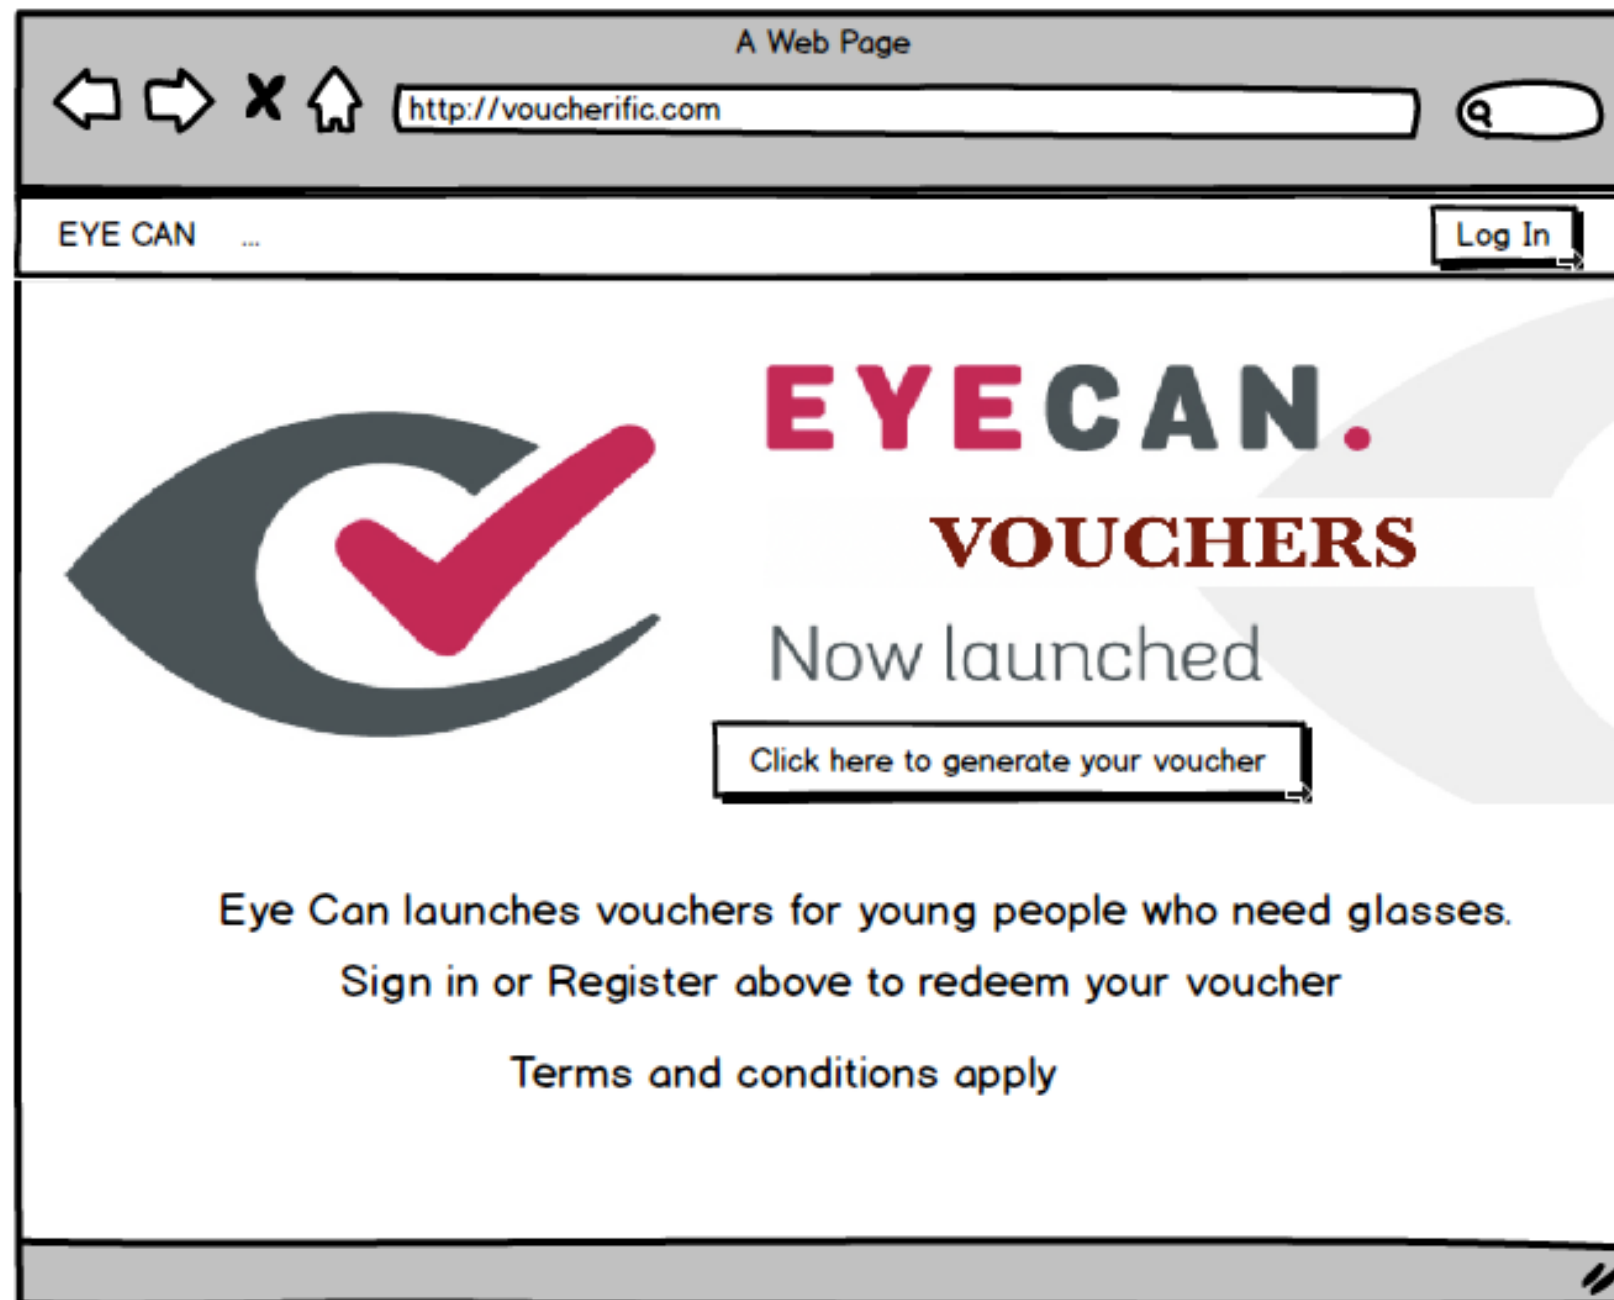 A Web Page
http://voucherific.com
EYE CAN ... Log In
EYECAN.
VOUCHERS
Now launched
Click here to generate your voucher
Eye Can launches vouchers for young people who need glasses.
Sign in or Register above to redeem your voucher
Terms and conditions apply